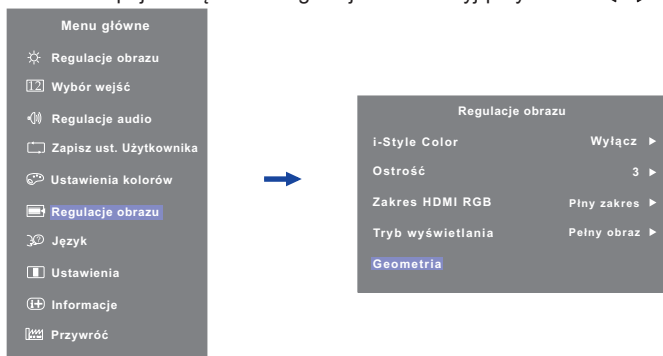 Menu główne
Regulacje obrazu
12 Wybór wejść
Regulacje audio
Zapisz ust. Użytkownika
Ustawienia kolorów
Regulacje obrazu
Język
Ustawienia
Informacje
Przywróć
Regulacje obrazu
i-Style Color Wyłącz ▶
Ostrość 3 ▶
Zakres HDMI RGB Płny zakres ▶
Tryb wyświetlania Pełny obraz ▶
Geometria